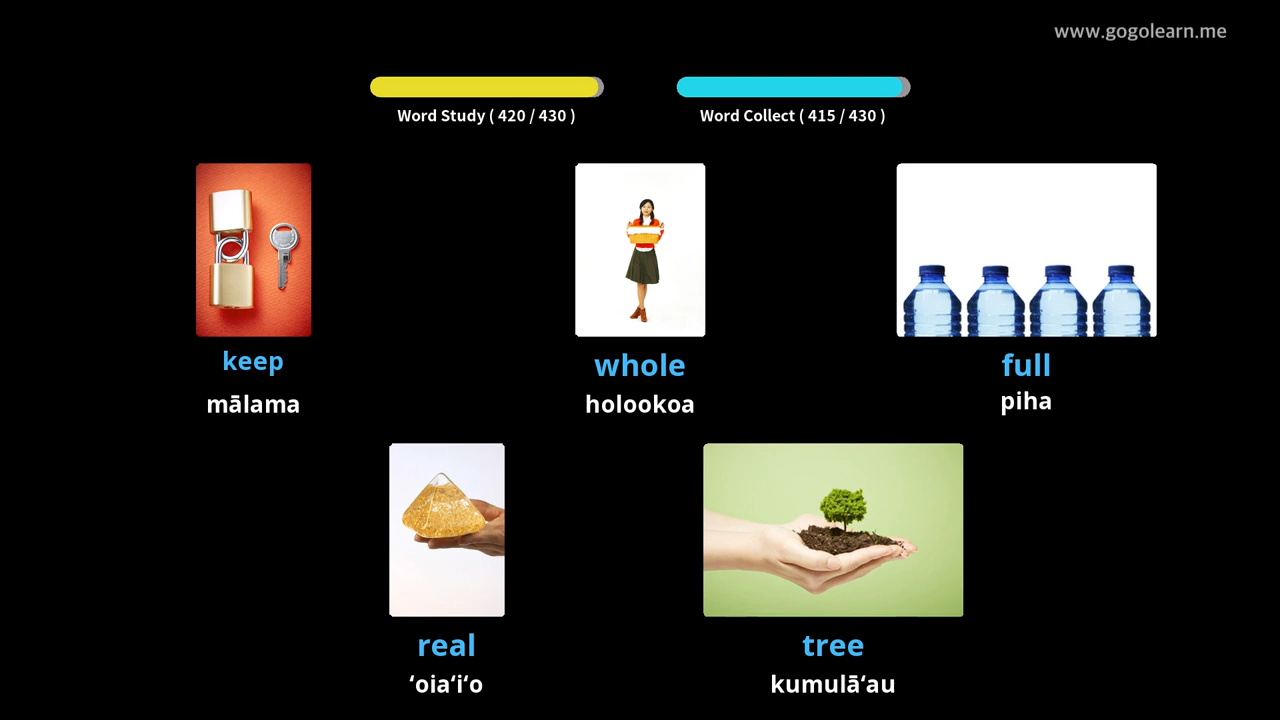 www.gogolearn.me
Word Study ( 420 / 430 )
Word Collect ( 415 / 430 )
keep
mālama
whole
holookoa
full
piha
real
ʻoiaʻiʻo
tree
kumulāʻau